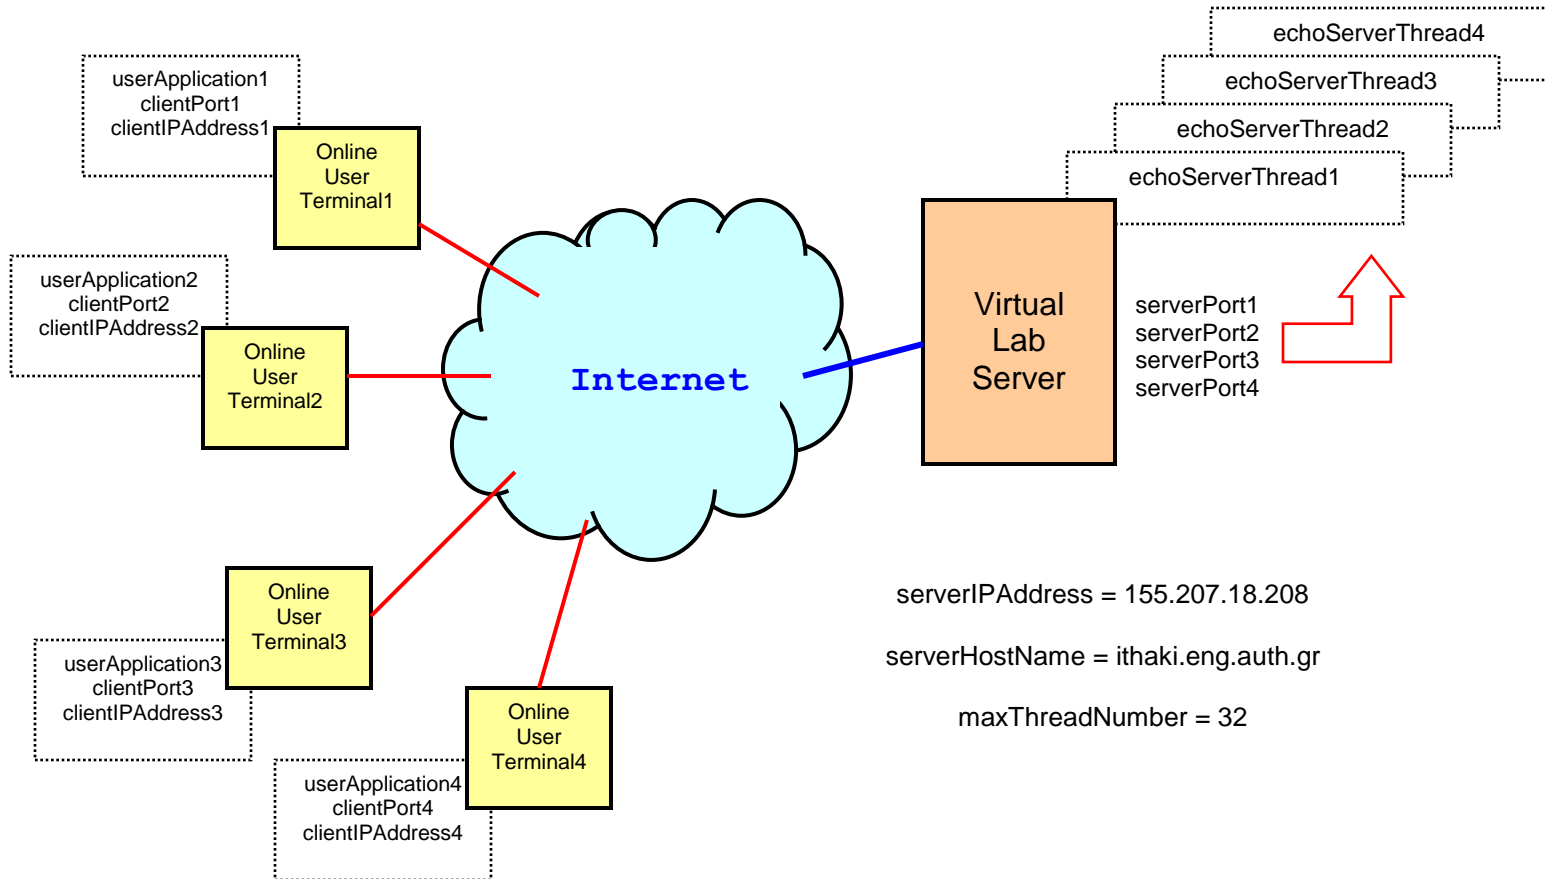 echoServerThread4
echoServerThread3
echoServerThread2
echoServerThread1
userApplication1
clientPort1
clientIPAddress1
Online
User
Terminal1
userApplication2
clientPort2
clientIPAddress2
Online
User
Terminal2
Internet
Virtual
Lab
Server
serverPort1
serverPort2
serverPort3
serverPort4
Online
User
Terminal3
userApplication3
clientPort3
clientIPAddress3
Online
User
Terminal4
userApplication4
clientPort4
clientIPAddress4
serverIPAddress = 155.207.18.208
serverHostName = ithaki.eng.auth.gr
maxThreadNumber = 32